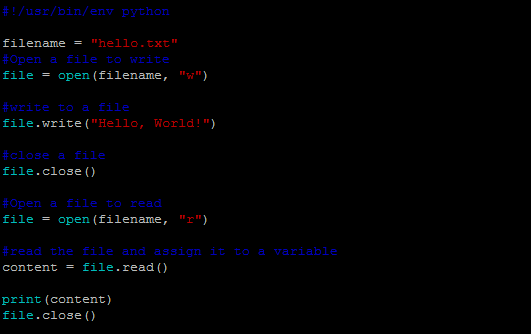 #!/usr/bin/env python
filename = "hello.txt"
#Open a file to write
file = open(filename, "w")
#write to a file
file.write("Hello, World!")
#close a file
file.close()
#Open a file to read
file = open(filename, "r")
#read the file and assign it to a variable
content = file.read()
print(content)
file.close()